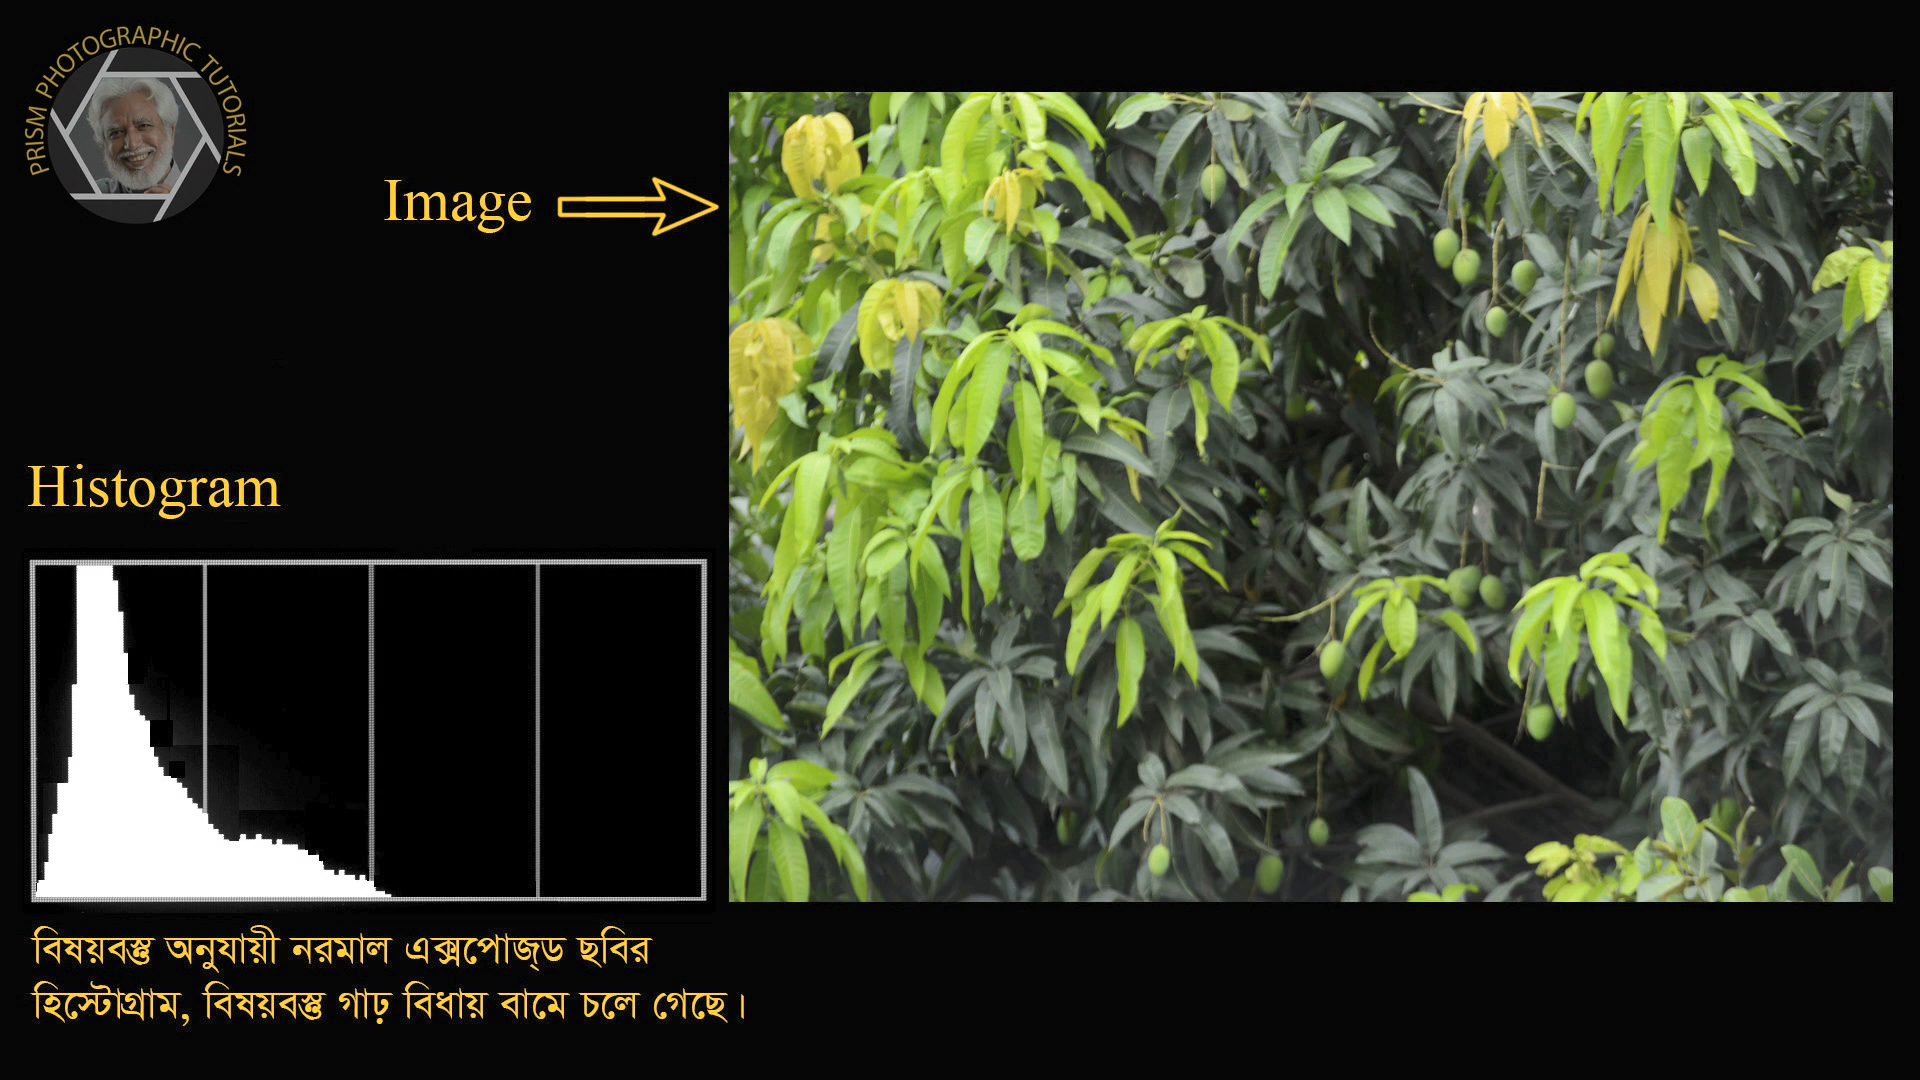 PRISM PHOTOGRAPHIC TUTORIALS
Image
Histogram
বিষয়বস্তু অনুযায়ী নরমাল এক্সপোজ্‌ড ছবির
হিস্টোগ্রাম, বিষয়বস্তু গাঢ় বিধায় বামে চলে গেছে।